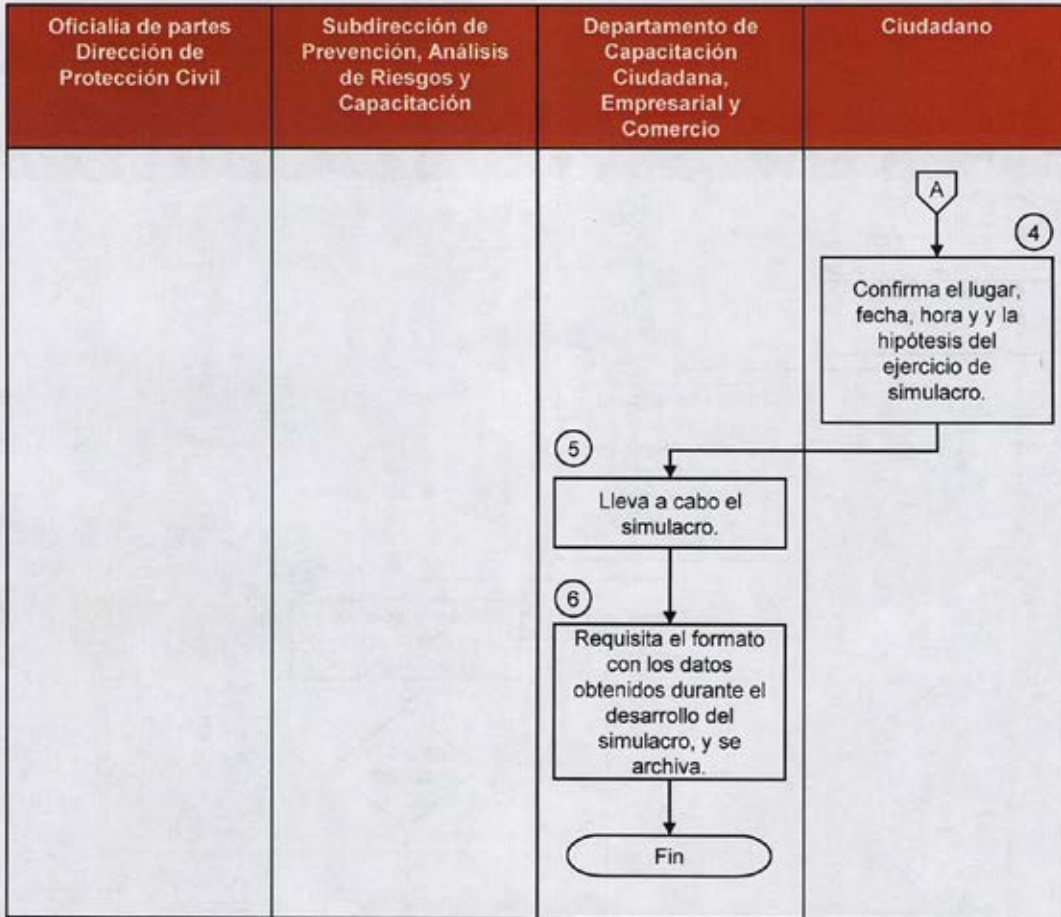 Oficialía de partes
Dirección de
Protección Civil
Subdirección de
Prevención, Análisis
de Riesgos y
Capacitación
Departamento de
Capacitación
Ciudadana,
Empresarial y
Comercio
Ciudadano
A
4
Confirma el lugar,
fecha, hora y y la
hipótesis del
ejercicio de
simulacro.
5
Lleva a cabo el
simulacro.
6
Requisita el formato
con los datos
obtenidos durante el
desarrollo del
simulacro, y se
archiva.
Fin